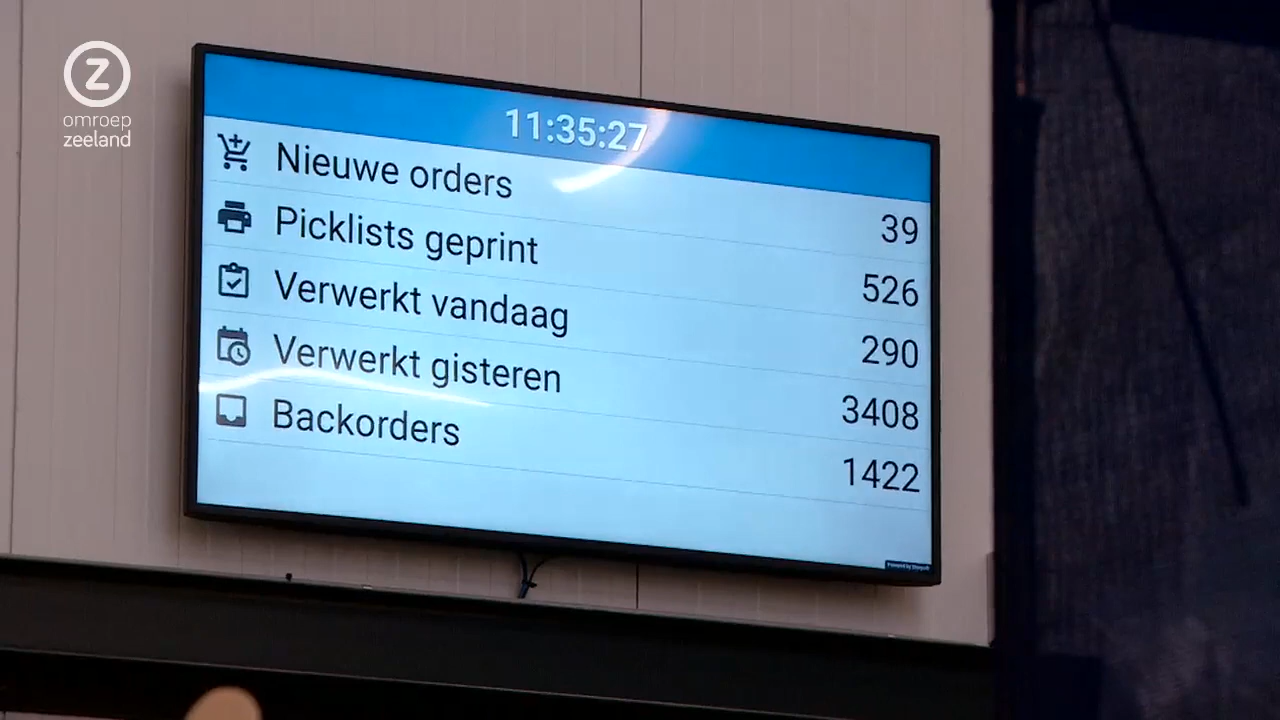 omroep
zeeland
11:35:27
Nieuwe orders 39
Picklists geprint 526
Verwerkt vandaag 290
Verwerkt gisteren 3408
Backorders 1422